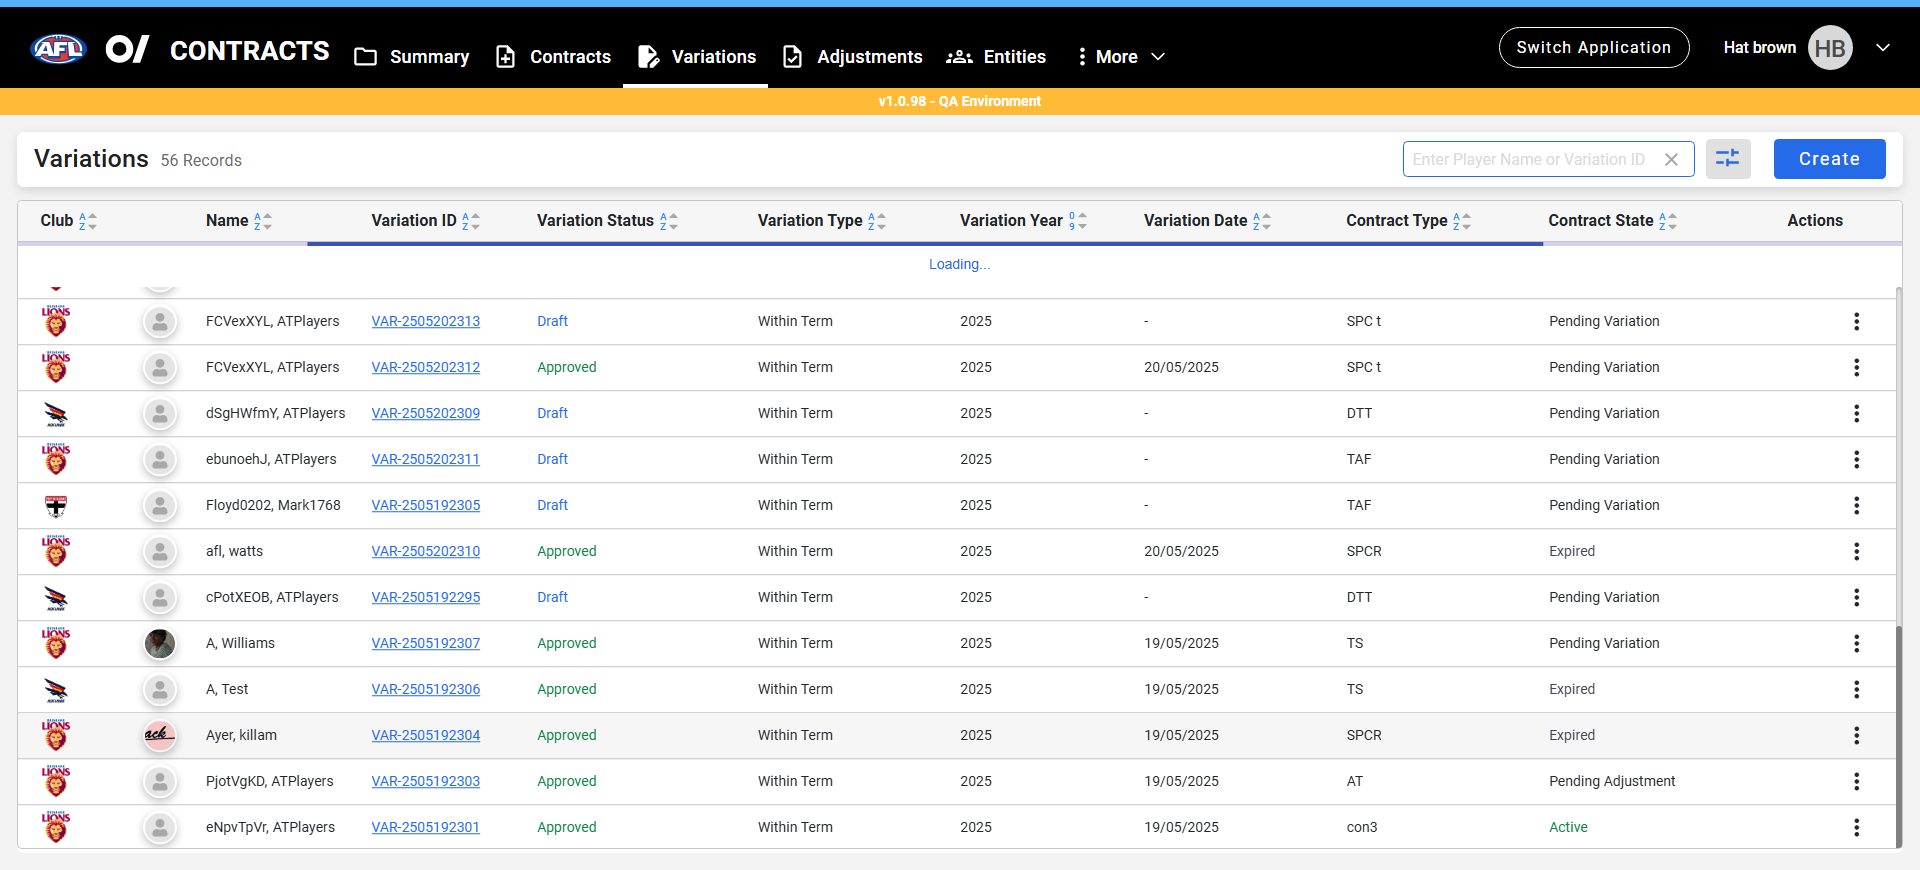 AFL CONTRACTS Summary Contracts Variations Adjustments Entities More Switch Application Hat brown HB
v1.0.98 - QA Environment
Variations 56 Records Enter Player Name or Variation ID Create
Club Name Variation ID Variation Status Variation Type Variation Year Variation Date Contract Type Contract State Actions
Loading...
LIONS FCVexXYL, ATPlayers VAR-2505202313 Draft Within Term 2025 - SPC t Pending Variation
LIONS FCVexXYL, ATPlayers VAR-2505202312 Approved Within Term 2025 20/05/2025 SPC t Pending Variation
dSgHWfmY, ATPlayers VAR-2505202309 Draft Within Term 2025 - DTT Pending Variation
LIONS ebunoehJ, ATPlayers VAR-2505202311 Draft Within Term 2025 - TAF Pending Variation
Floyd0202, Mark1768 VAR-2505192305 Draft Within Term 2025 - TAF Pending Variation
LIONS afl, watts VAR-2505202310 Approved Within Term 2025 20/05/2025 SPCR Expired
cPotXEOB, ATPlayers VAR-2505192295 Draft Within Term 2025 - DTT Pending Variation
LIONS A, Williams VAR-2505192307 Approved Within Term 2025 19/05/2025 TS Pending Variation
A, Test VAR-2505192306 Approved Within Term 2025 19/05/2025 TS Expired
LIONS ack Ayer, killam VAR-2505192304 Approved Within Term 2025 19/05/2025 SPCR Expired
LIONS PjotVgKD, ATPlayers VAR-2505192303 Approved Within Term 2025 19/05/2025 AT Pending Adjustment
LIONS eNpvTpVr, ATPlayers VAR-2505192301 Approved Within Term 2025 19/05/2025 con3 Active